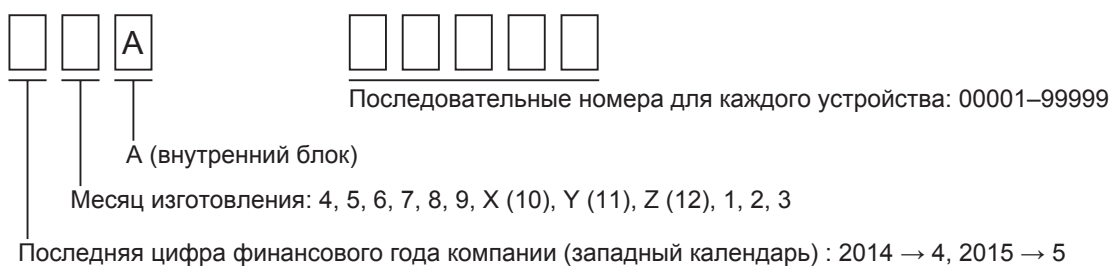 A
Последовательные номера для каждого устройства: 00001–99999
А (внутренний блок)
Месяц изготовления: 4, 5, 6, 7, 8, 9, X (10), Y (11), Z (12), 1, 2, 3
Последняя цифра финансового года компании (западный календарь) : 2014 → 4, 2015 → 5